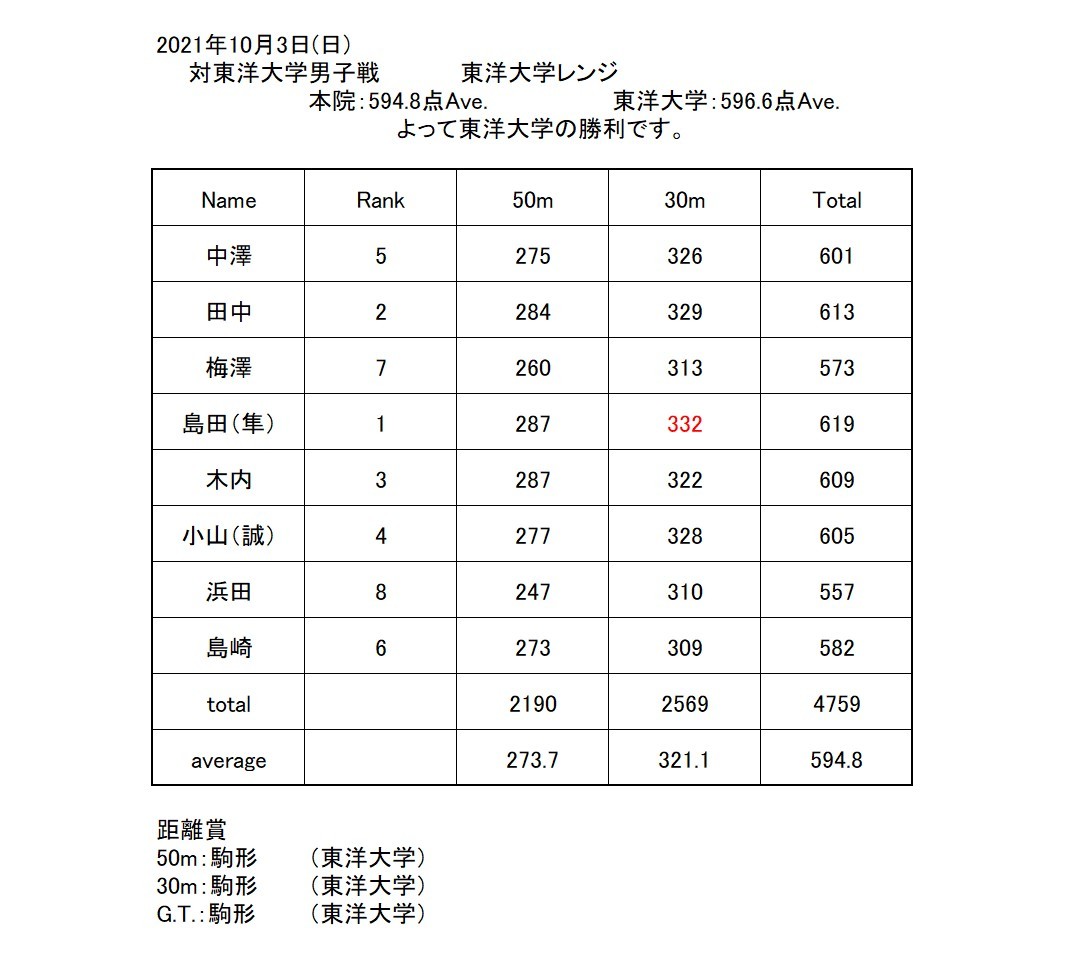 2021年10月3日(日)
対東洋大学男子戦 東洋大学レンジ
本院:594.8点Ave. 東洋大学:596.6点Ave.
よって東洋大学の勝利です。
Name Rank 50m 30m Total
中澤 5 275 326 601
田中 2 284 329 613
梅澤 7 260 313 573
島田(隼) 1 287 332 619
木内 3 287 322 609
小山(誠) 4 277 328 605
浜田 8 247 310 557
島崎 6 273 309 582
total 2190 2569 4759
average 273.7 321.1 594.8
距離賞
50m:駒形 (東洋大学)
30m:駒形 (東洋大学)
G.T.:駒形 (東洋大学)